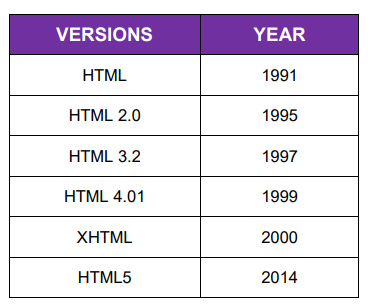 VERSIONS YEAR
HTML 1991
HTML 2.0 1995
HTML 3.2 1997
HTML 4.01 1999
XHTML 2000
HTML5 2014